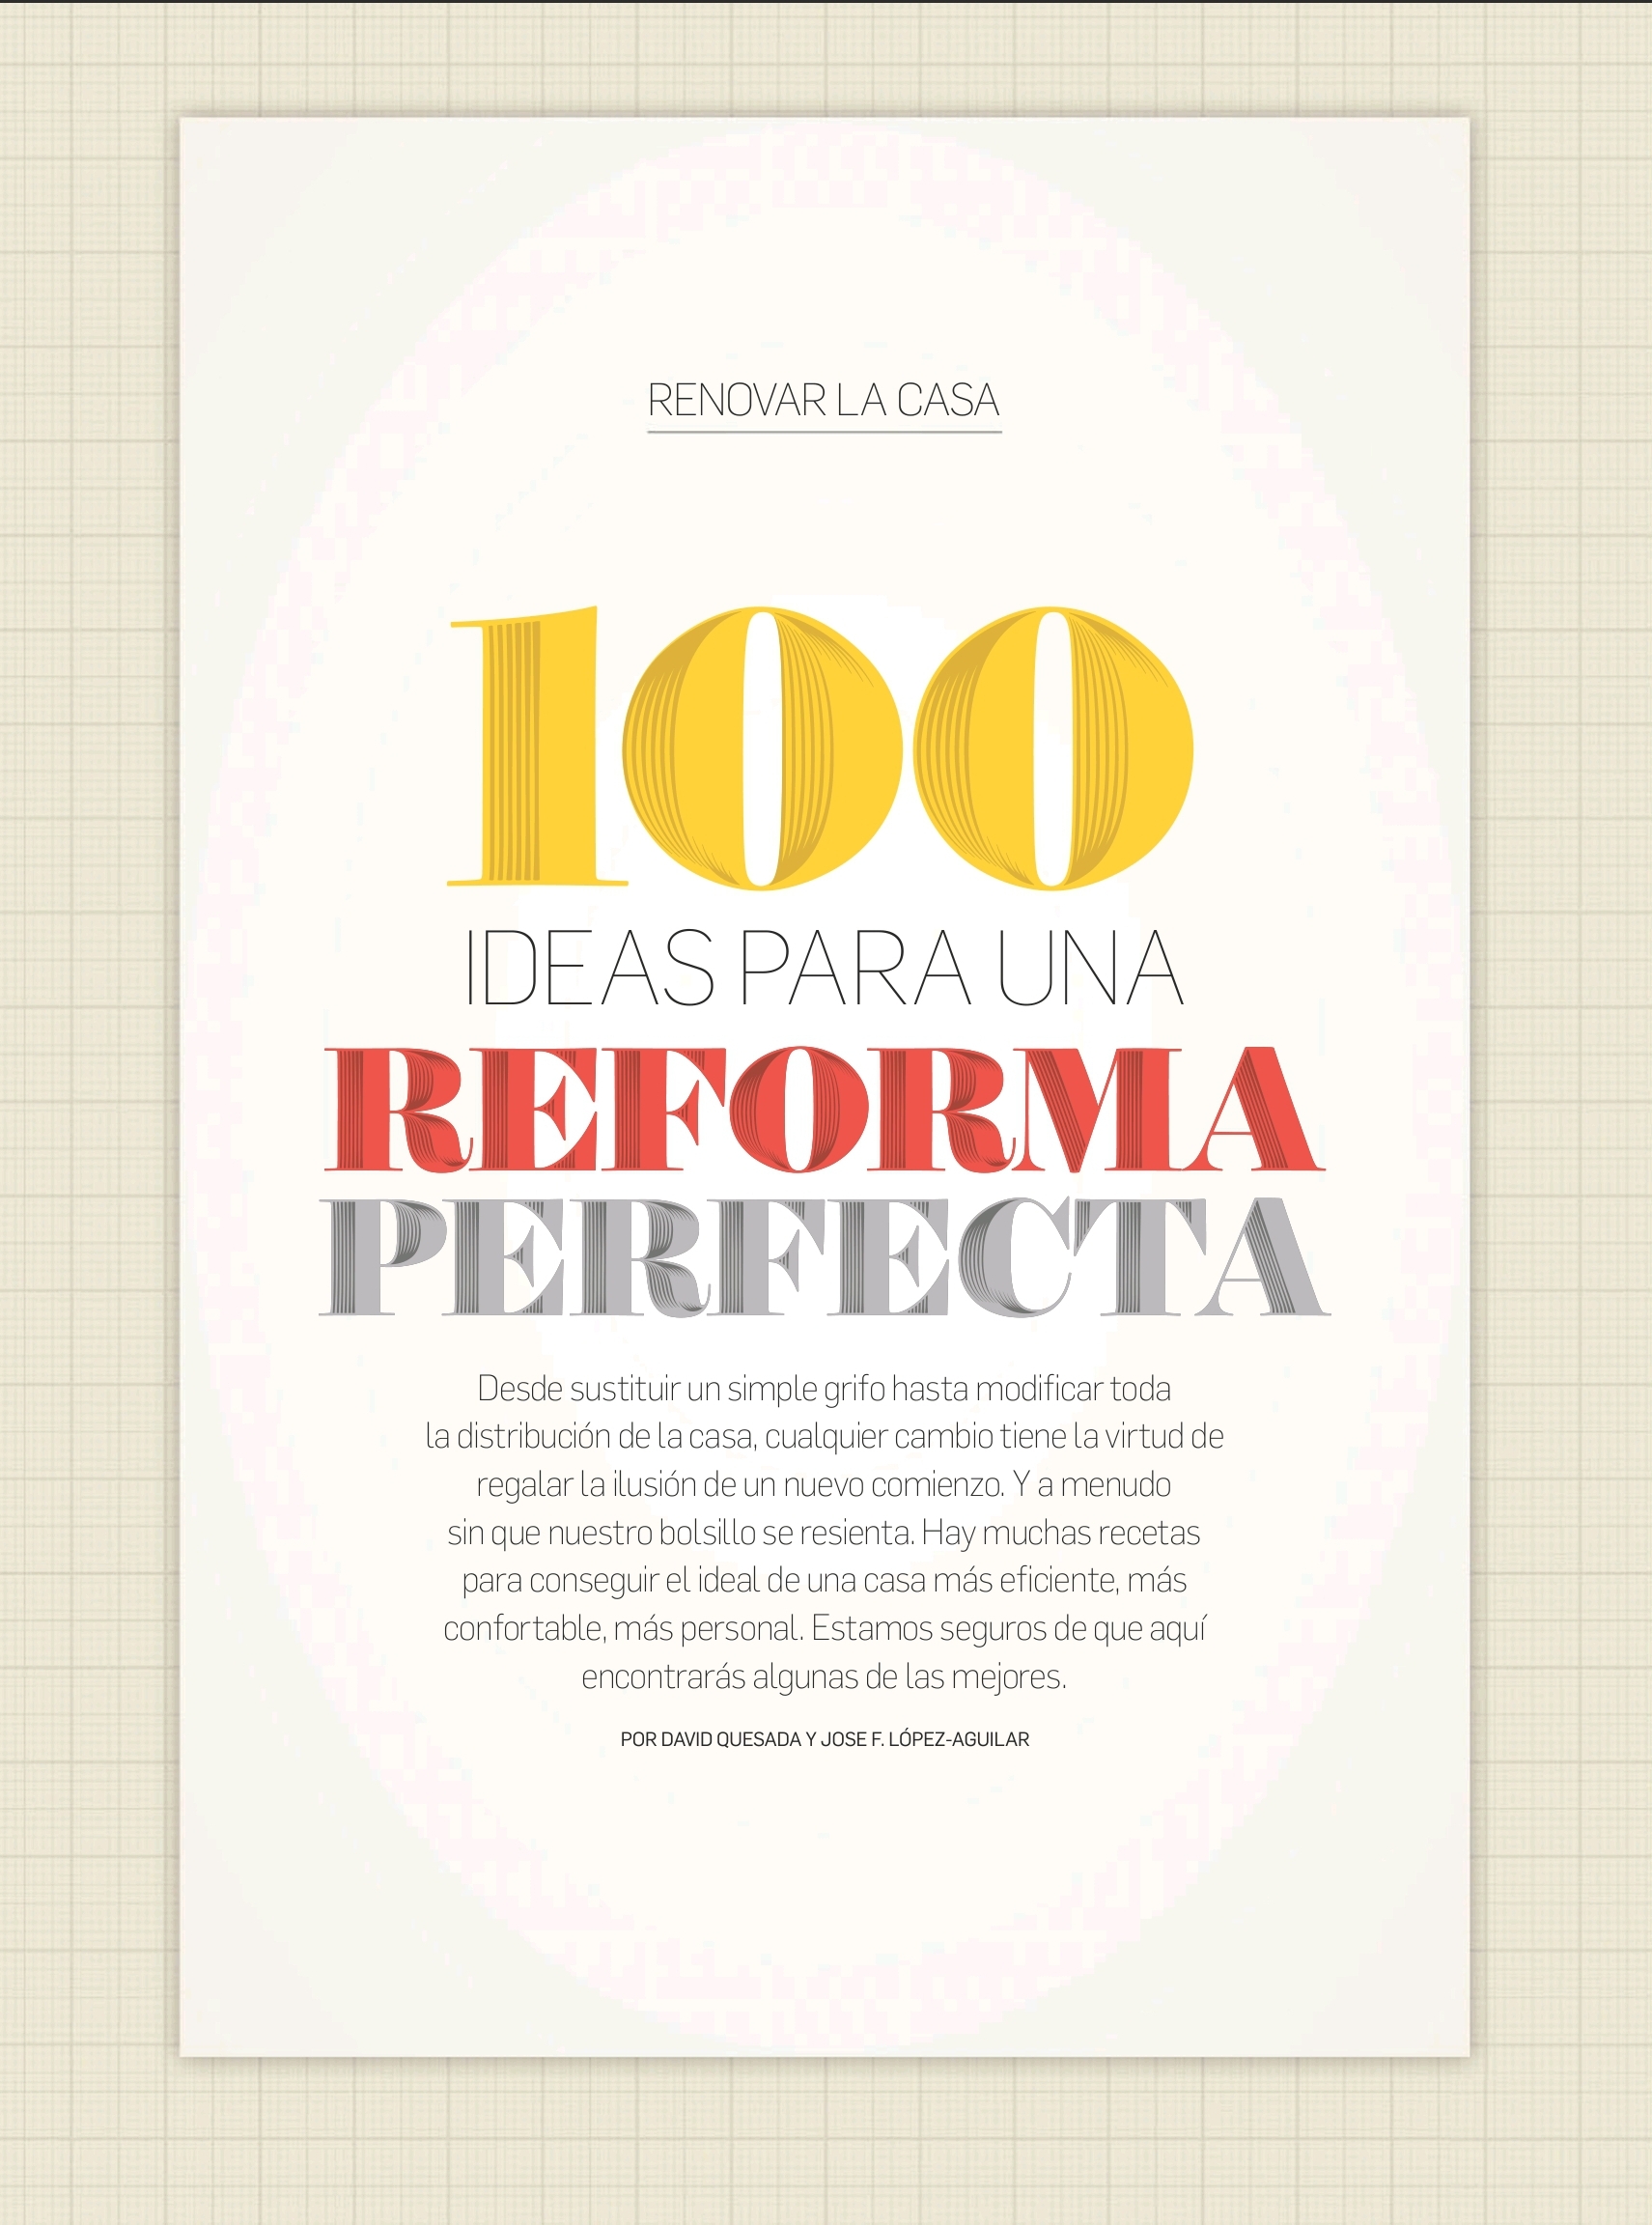 RENOVAR LA CASA
100
IDEAS PARA UNA
REFORMA
PERFECTA
Desde sustituir un simple grifo hasta modificar toda
la distribución de la casa, cualquier cambio tiene la virtud de
regalar la ilusión de un nuevo comienzo. Y a menudo
sin que nuestro bolsillo se resienta. Hay muchas recetas
para conseguir el ideal de una casa más eficiente, más
confortable, más personal. Estamos seguros de que aquí
encontrarás algunas de las mejores.
POR DAVID QUESADA Y JOSE F. LÓPEZ-AGUILAR